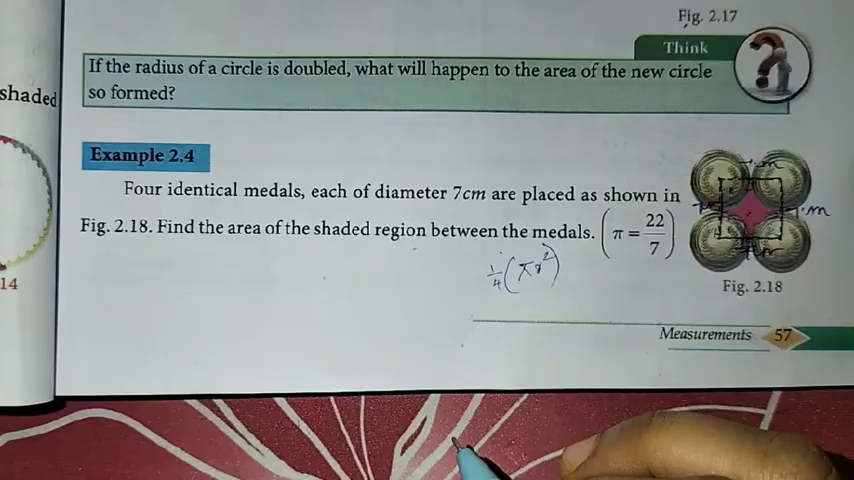 Fig. 2.17
Think
If the radius of a circle is doubled, what will happen to the area of the new circle
so formed?
shaded
Example 2.4
Four identical medals, each of diameter 7cm are placed as shown in
Fig. 2.18. Find the area of the shaded region between the medals. (π = 22/7)
1/4 (πr²)
14
Fig. 2.18
Measurements 57